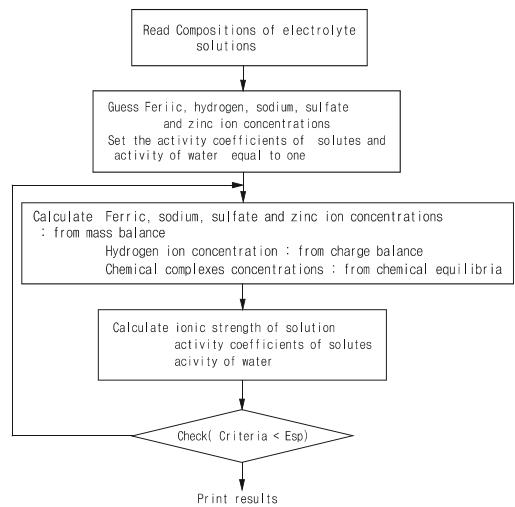 Read Compositions of electrolyte
solutions
Guess Feriic, hydrogen, sodium, sulfate
and zinc ion concentrations
Set the activity coefficients of solutes and
activity of water equal to one
Calculate Ferric, sodium, sulfate and zinc ion concentrations
: from mass balance
Hydrogen ion concentration : from charge balance
Chemical complexes concentrations : from chemical equilibria
Calculate ionic strength of solution
activity coefficients of solutes
acivity of water
Check( Criteria < Esp)
Print results